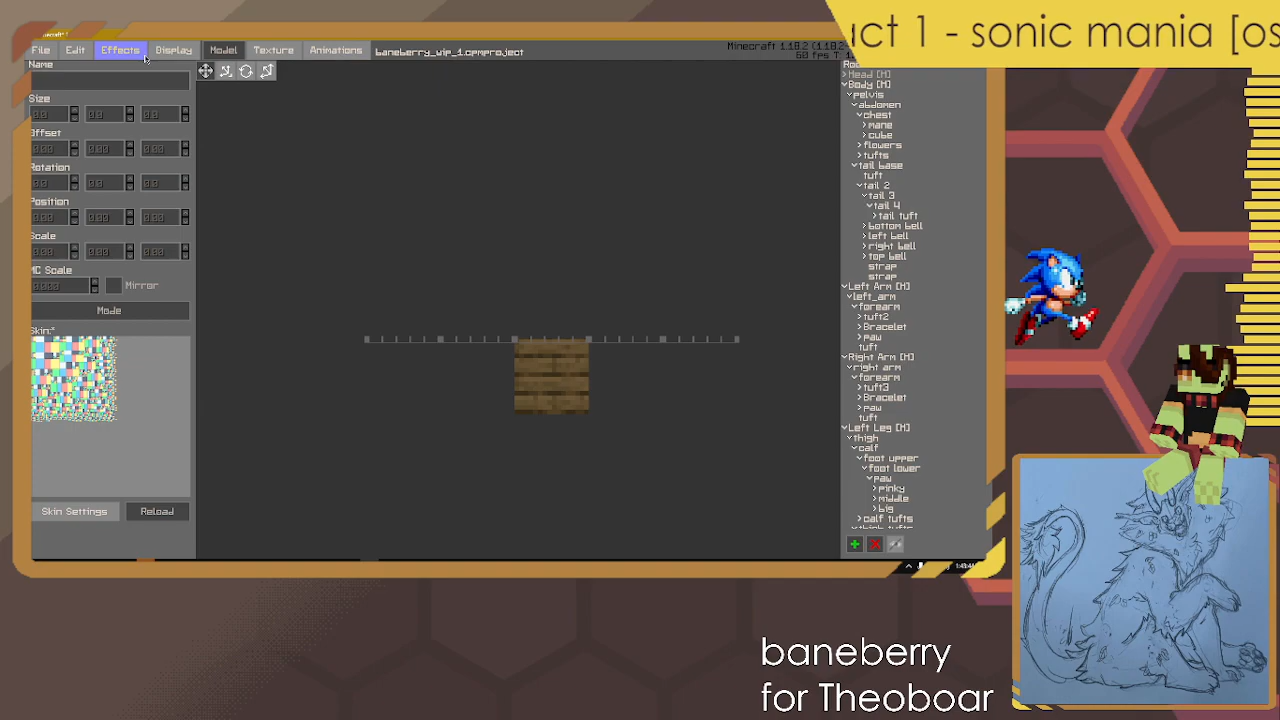 act 1 - sonic mania [os
File Edit Effects Display Model Texture Animations baneberry_wip_1.cpmproject
Name
Size
Offset
Rotation
Position
Scale
MC Scale
Mirror
Mode
Skin:*
Skin Settings Reload
Head [H]
Body [H]
pelvis
abdomen
chest
mane
cube
flowers
tufts
tail base
tuft
tail 2
tail 3
tail 4
tail tuft
bottom bell
left bell
right bell
top bell
strap
strap
Left Arm [H]
left_arm
forearm
tuft2
Bracelet
paw
tuft
Right Arm [H]
right arm
forearm
tuft3
Bracelet
paw
tuft
Left Leg [H]
thigh
calf
foot upper
foot lower
paw
pinky
middle
big
calf tufts
baneberry
for Theoboar